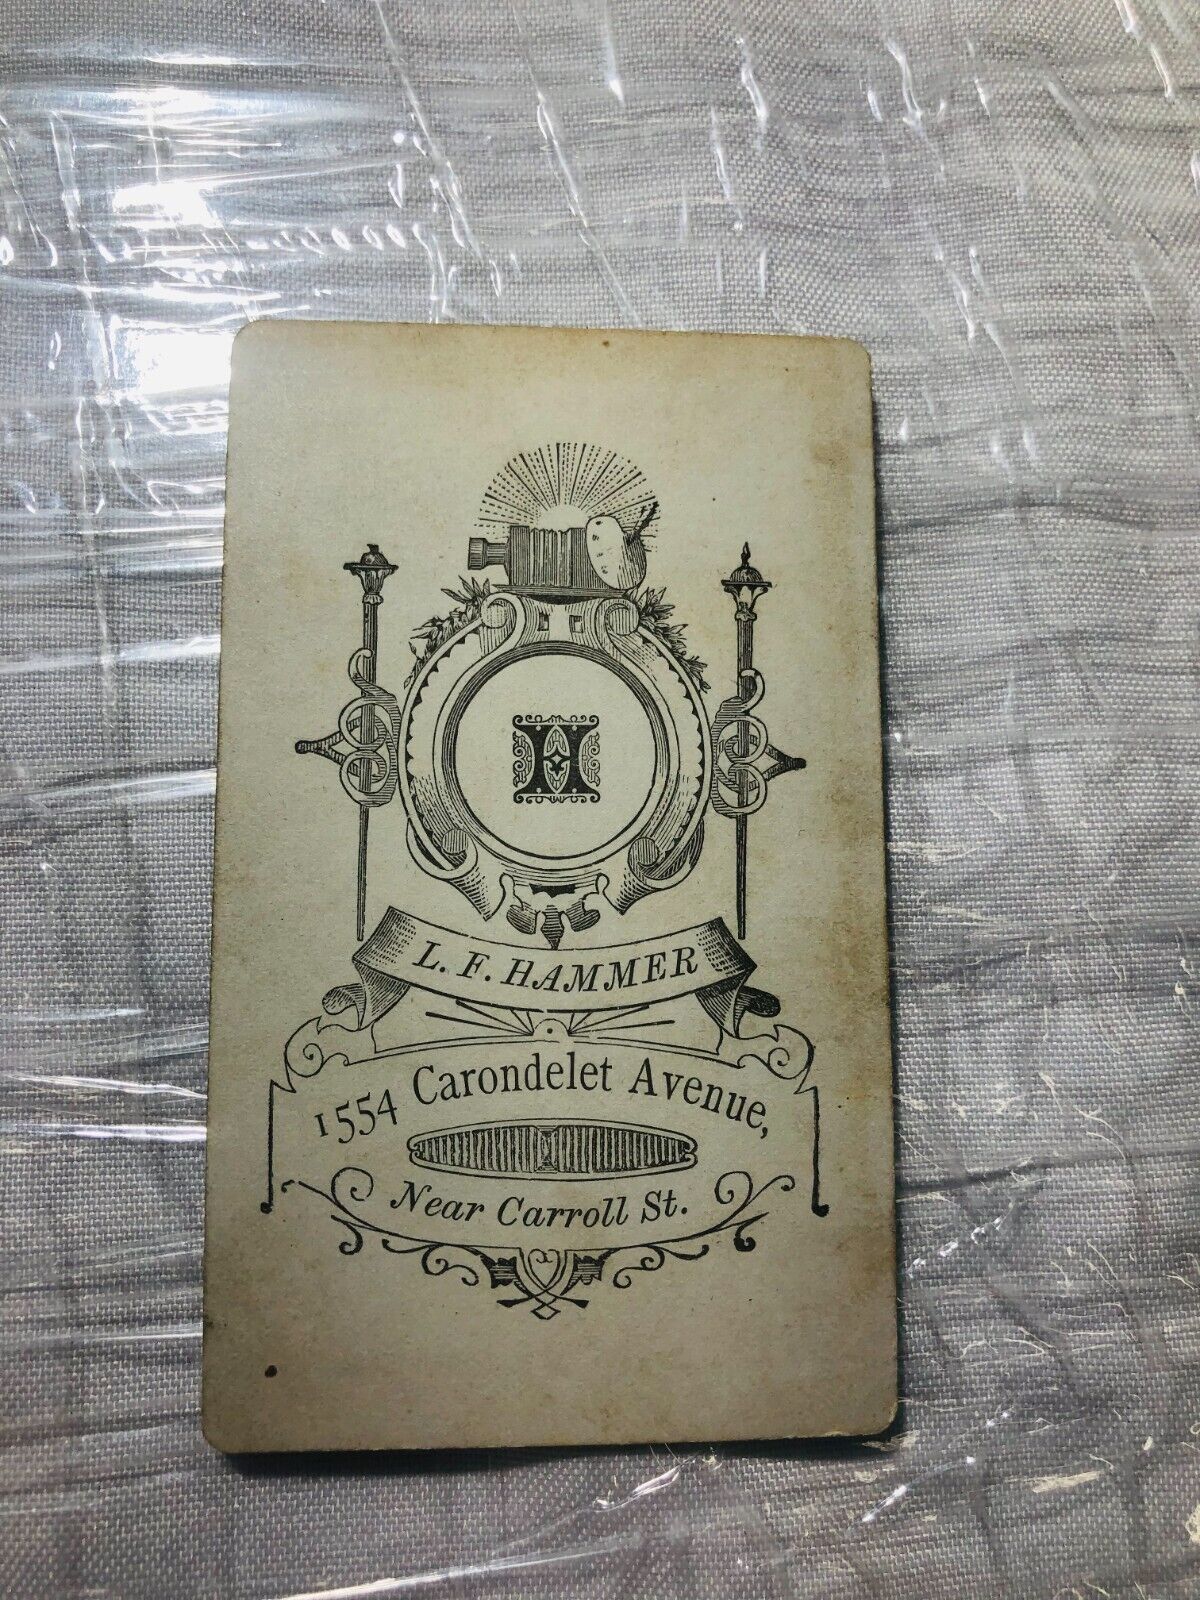 H
L. F. HAMMER
1554 Carondelet Avenue,
Near Carroll St.